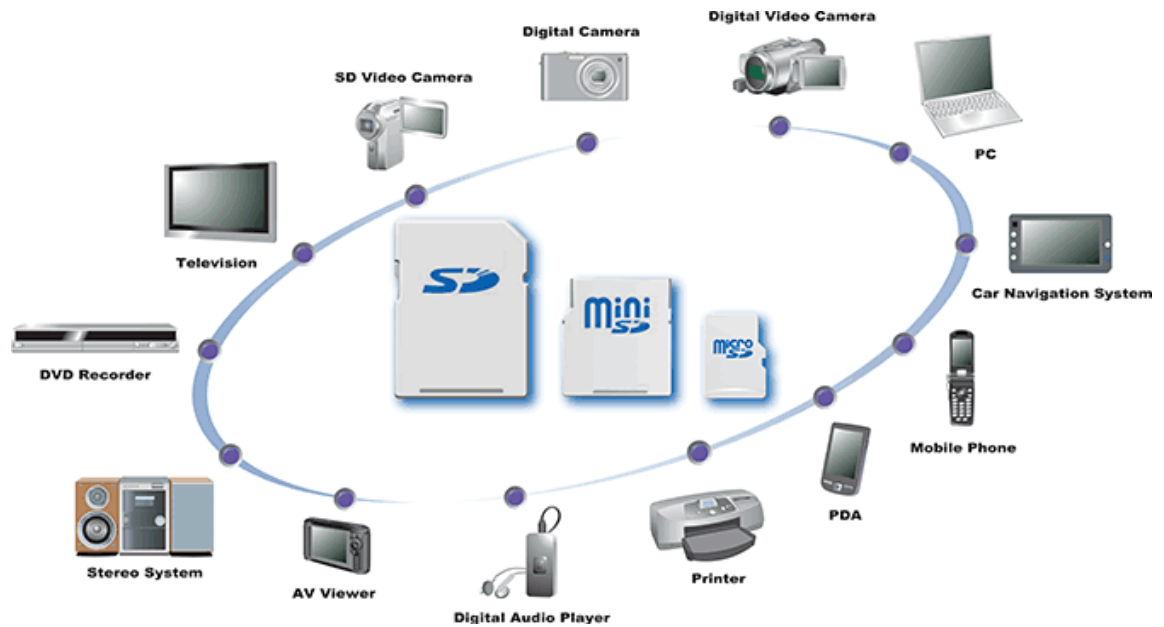 Digital Video Camera
Digital Camera
SD Video Camera
PC
Television
Car Navigation System
SD
mini
SD
micro
SD
DVD Recorder
Mobile Phone
PDA
Stereo System
Printer
AV Viewer
Digital Audio Player